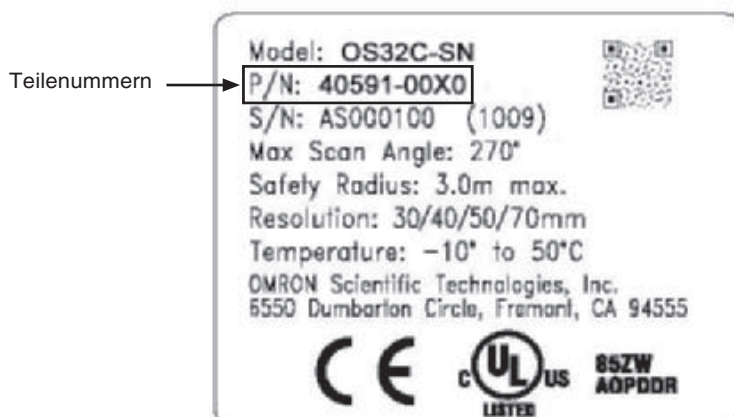 Model: OS32C-SN
Teilenummern
P/N: 40591-00X0
S/N: AS000100 (1009)
Max Scan Angle: 270°
Safety Radius: 3.0m max.
Resolution: 30/40/50/70mm
Temperature: -10° to 50°C
OMRON Scientific Technologies, Inc.
6550 Dumbarton Circle, Fremont, CA 94555
CE
C UL US
LISTED
85ZW
AOPDDR